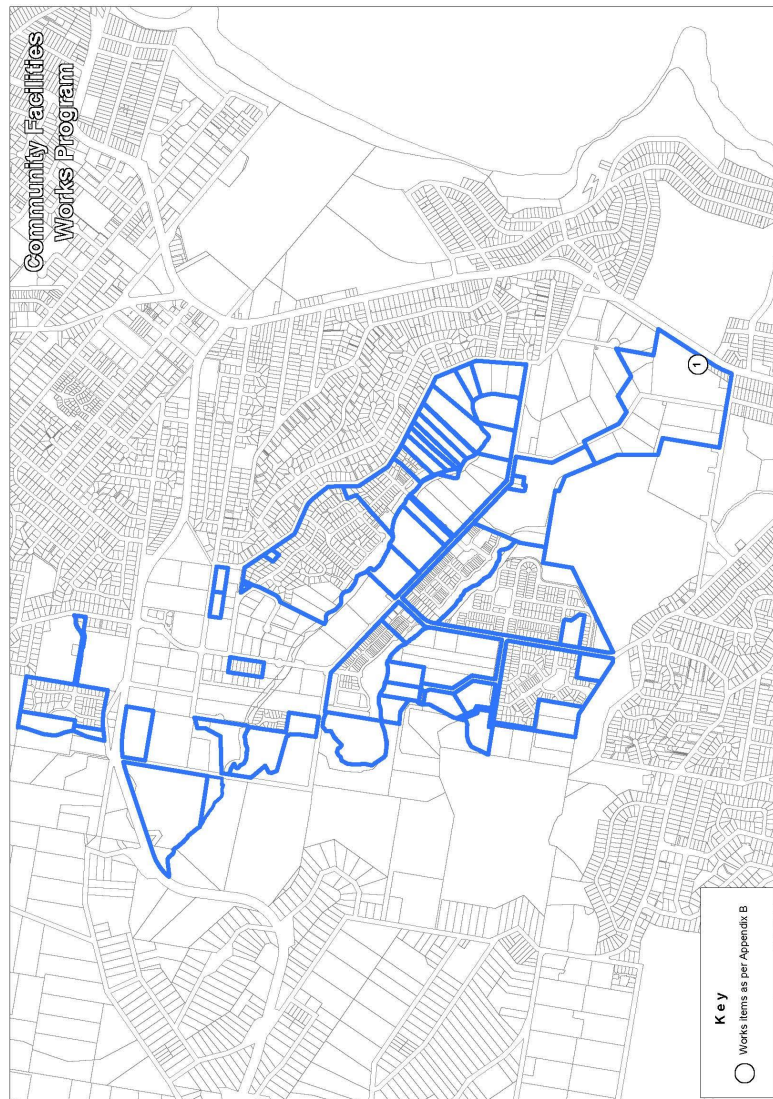 Community Facilities
Works Program
1
Key
Works items as per Appendix B